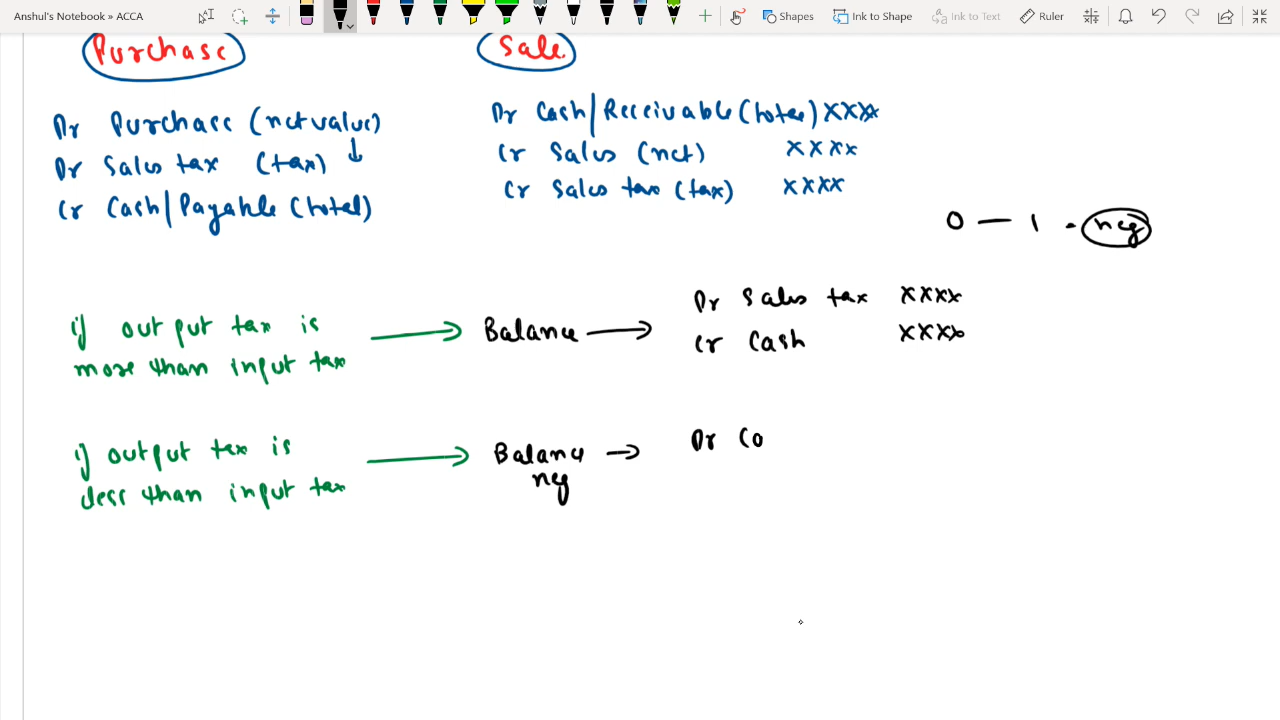 Anshul's Notebook » ACCA
Shapes
Ink to Shape
Ink to Text
Ruler
Purchase
Sale
Dr Purchase (net value)
Dr Sales tax (tax)
Cr Cash/Payable (total)
Dr Cash/Receivable (total) XXXX
Cr Sales (net) XXXX
Cr Sales tax (tax) XXXX
0 — 1 . neg
if output tax is
more than input tax
Balance
Dr Sales tax XXXX
Cr Cash XXXX
if output tax is
less than input tax
Balance
neg
Dr Ca